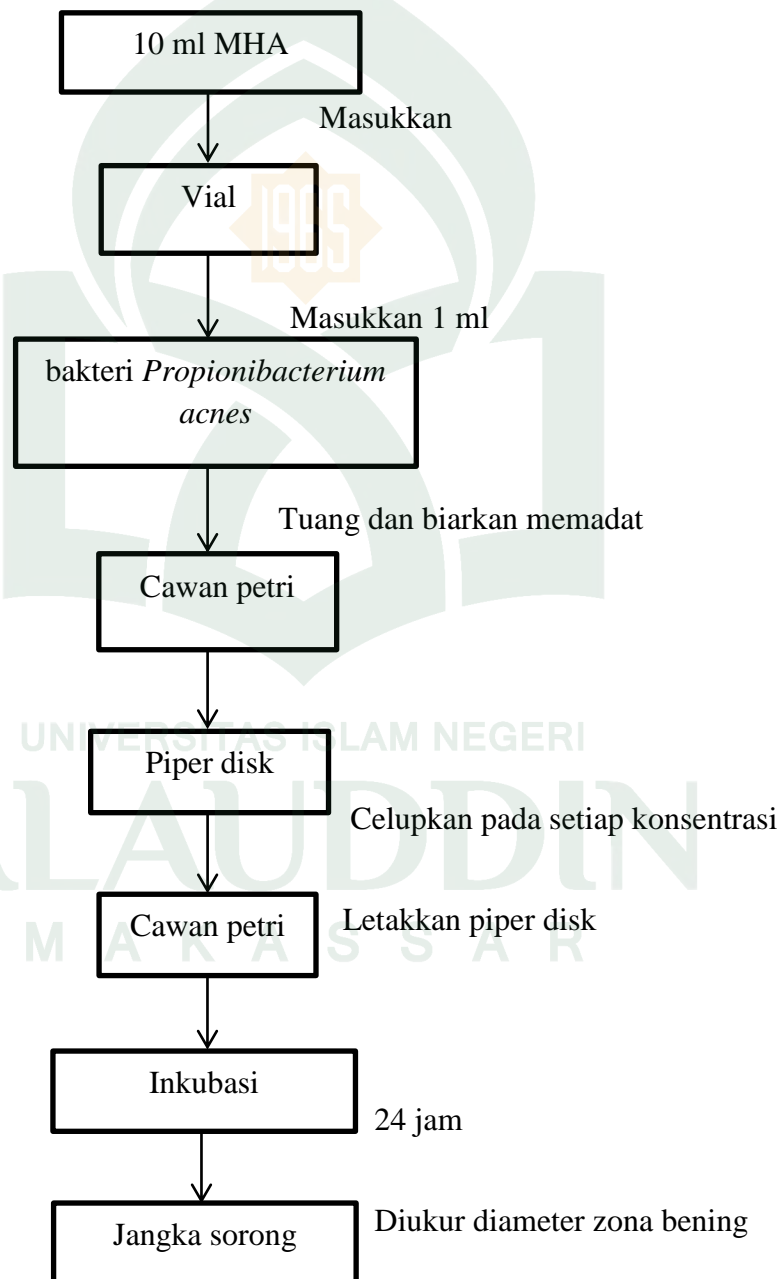 10 ml MHA
Masukkan
Vial
1965
Masukkan 1 ml
bakteri Propionibacterium
acnes
Tuang dan biarkan memadat
Cawan petri
UNIVERSITAS ISLAM NEGERI
Piper disk
Celupkan pada setiap konsentrasi
ALAUDDIN
Cawan petri
Letakkan piper disk
MAKASSAR
Inkubasi
24 jam
Jangka sorong
Diukur diameter zona bening